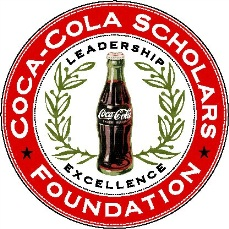 COCA-COLA SCHOLARS
LEADERSHIP
Coca-Cola
EXCELLENCE
★ FOUNDATION ★